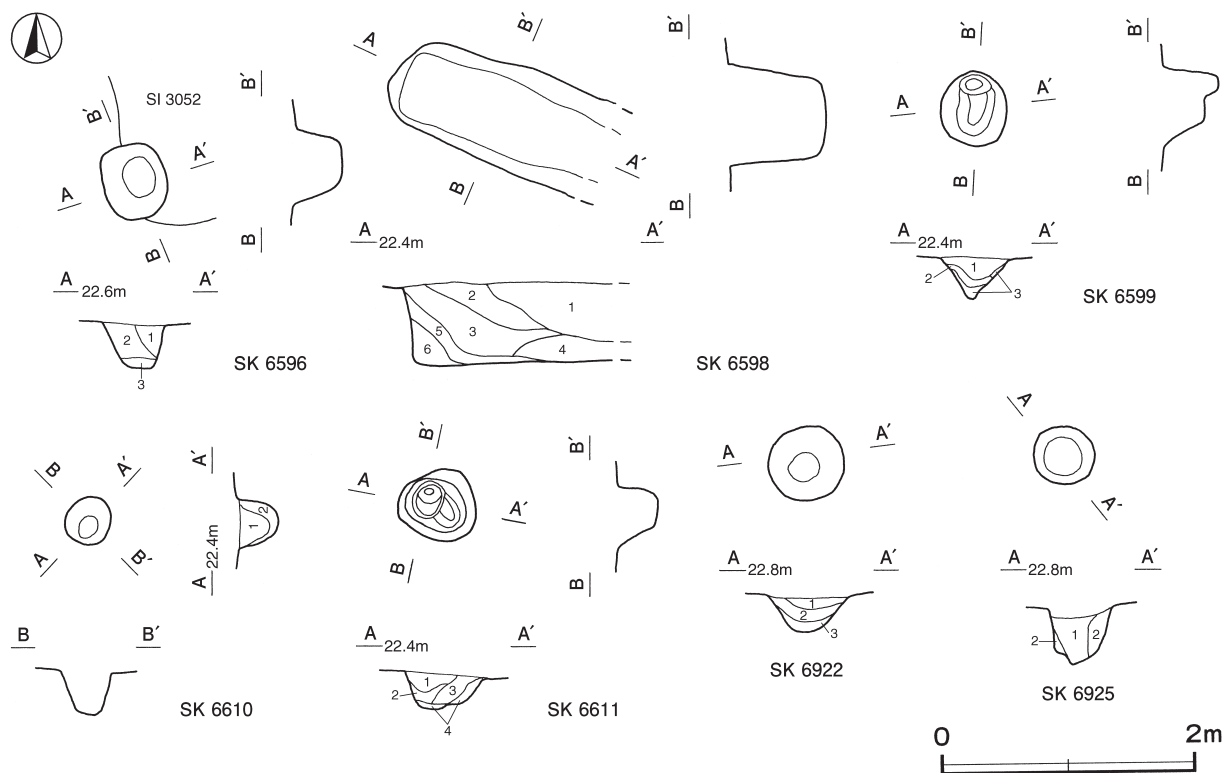 SI 3052
B′
A′
A
B
B′
B
A 22.6m A′
2 1
3
SK 6596
A
B′
A′
B
B′
B
A 22.4m A′
2
1
3
5
6
4
SK 6598
B′
A A′
B
B′
B
A 22.4m A′
1
2
3
SK 6599
B A′
A B′
A′
1 2
22.4m
A
B B′
SK 6610
B′
A
A′
B
B′
B
A 22.4m A′
1
2 3
4
SK 6611
A A′
A 22.8m A′
1
2
3
SK 6922
A
A′
A 22.8m A′
2 1 2
SK 6925
0 2m